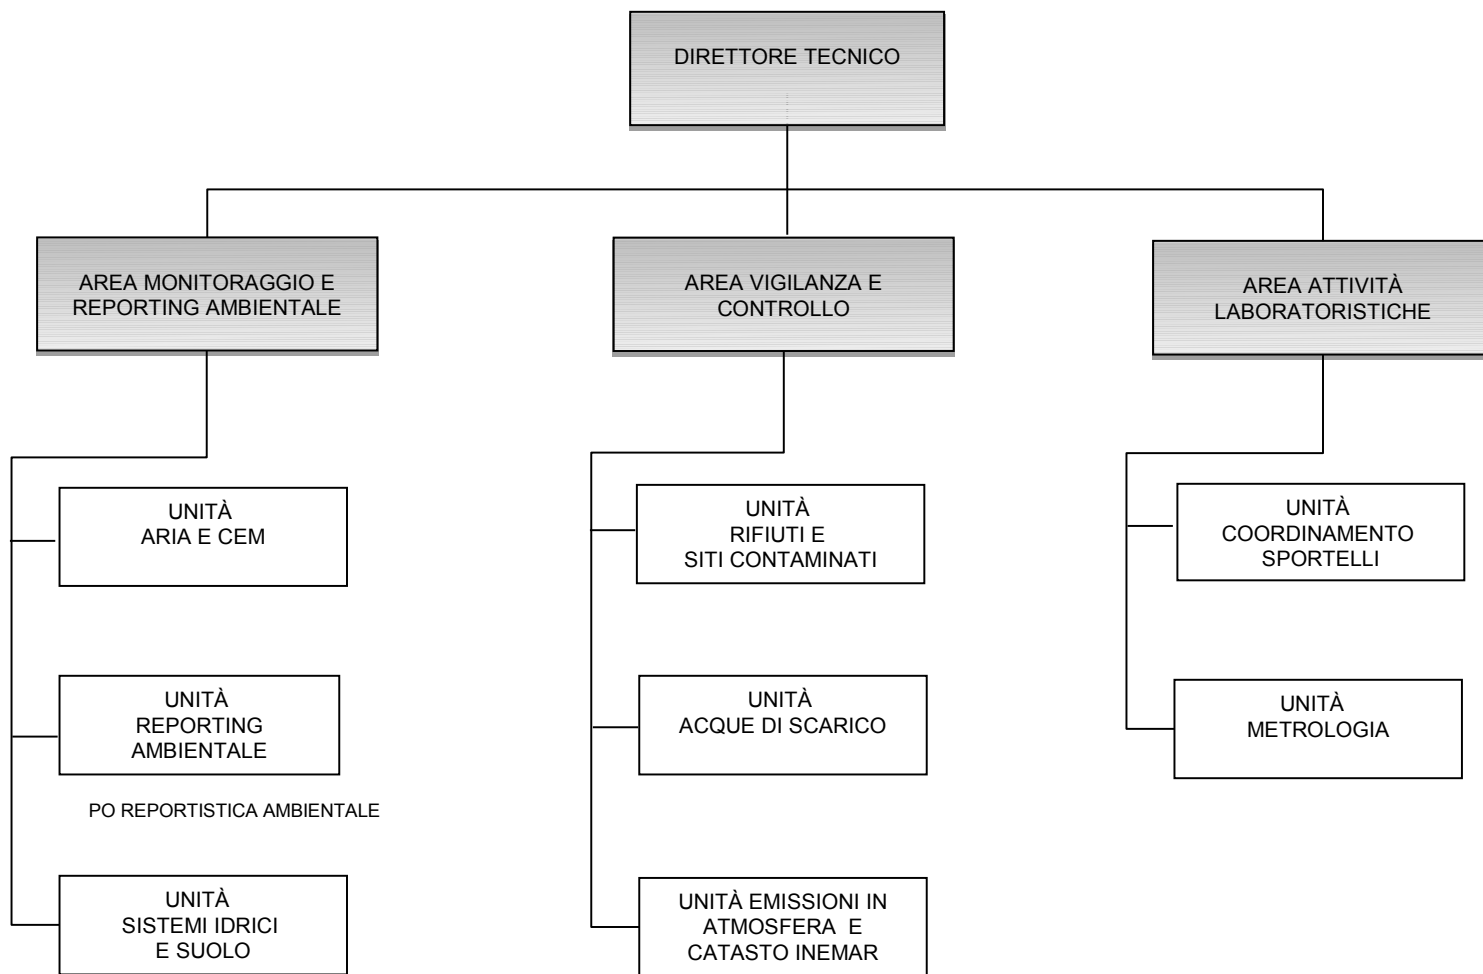 DIRETTORE TECNICO
AREA MONITORAGGIO E
REPORTING AMBIENTALE
AREA VIGILANZA E
CONTROLLO
AREA ATTIVITÀ
LABORATORISTICHE
UNITÀ
ARIA E CEM
UNITÀ
RIFIUTI E
SITI CONTAMINATI
UNITÀ
COORDINAMENTO
SPORTELLI
UNITÀ
REPORTING
AMBIENTALE
PO REPORTISTICA AMBIENTALE
UNITÀ
ACQUE DI SCARICO
UNITÀ
METROLOGIA
UNITÀ
SISTEMI IDRICI
E SUOLO
UNITÀ EMISSIONI IN
ATMOSFERA E
CATASTO INEMAR